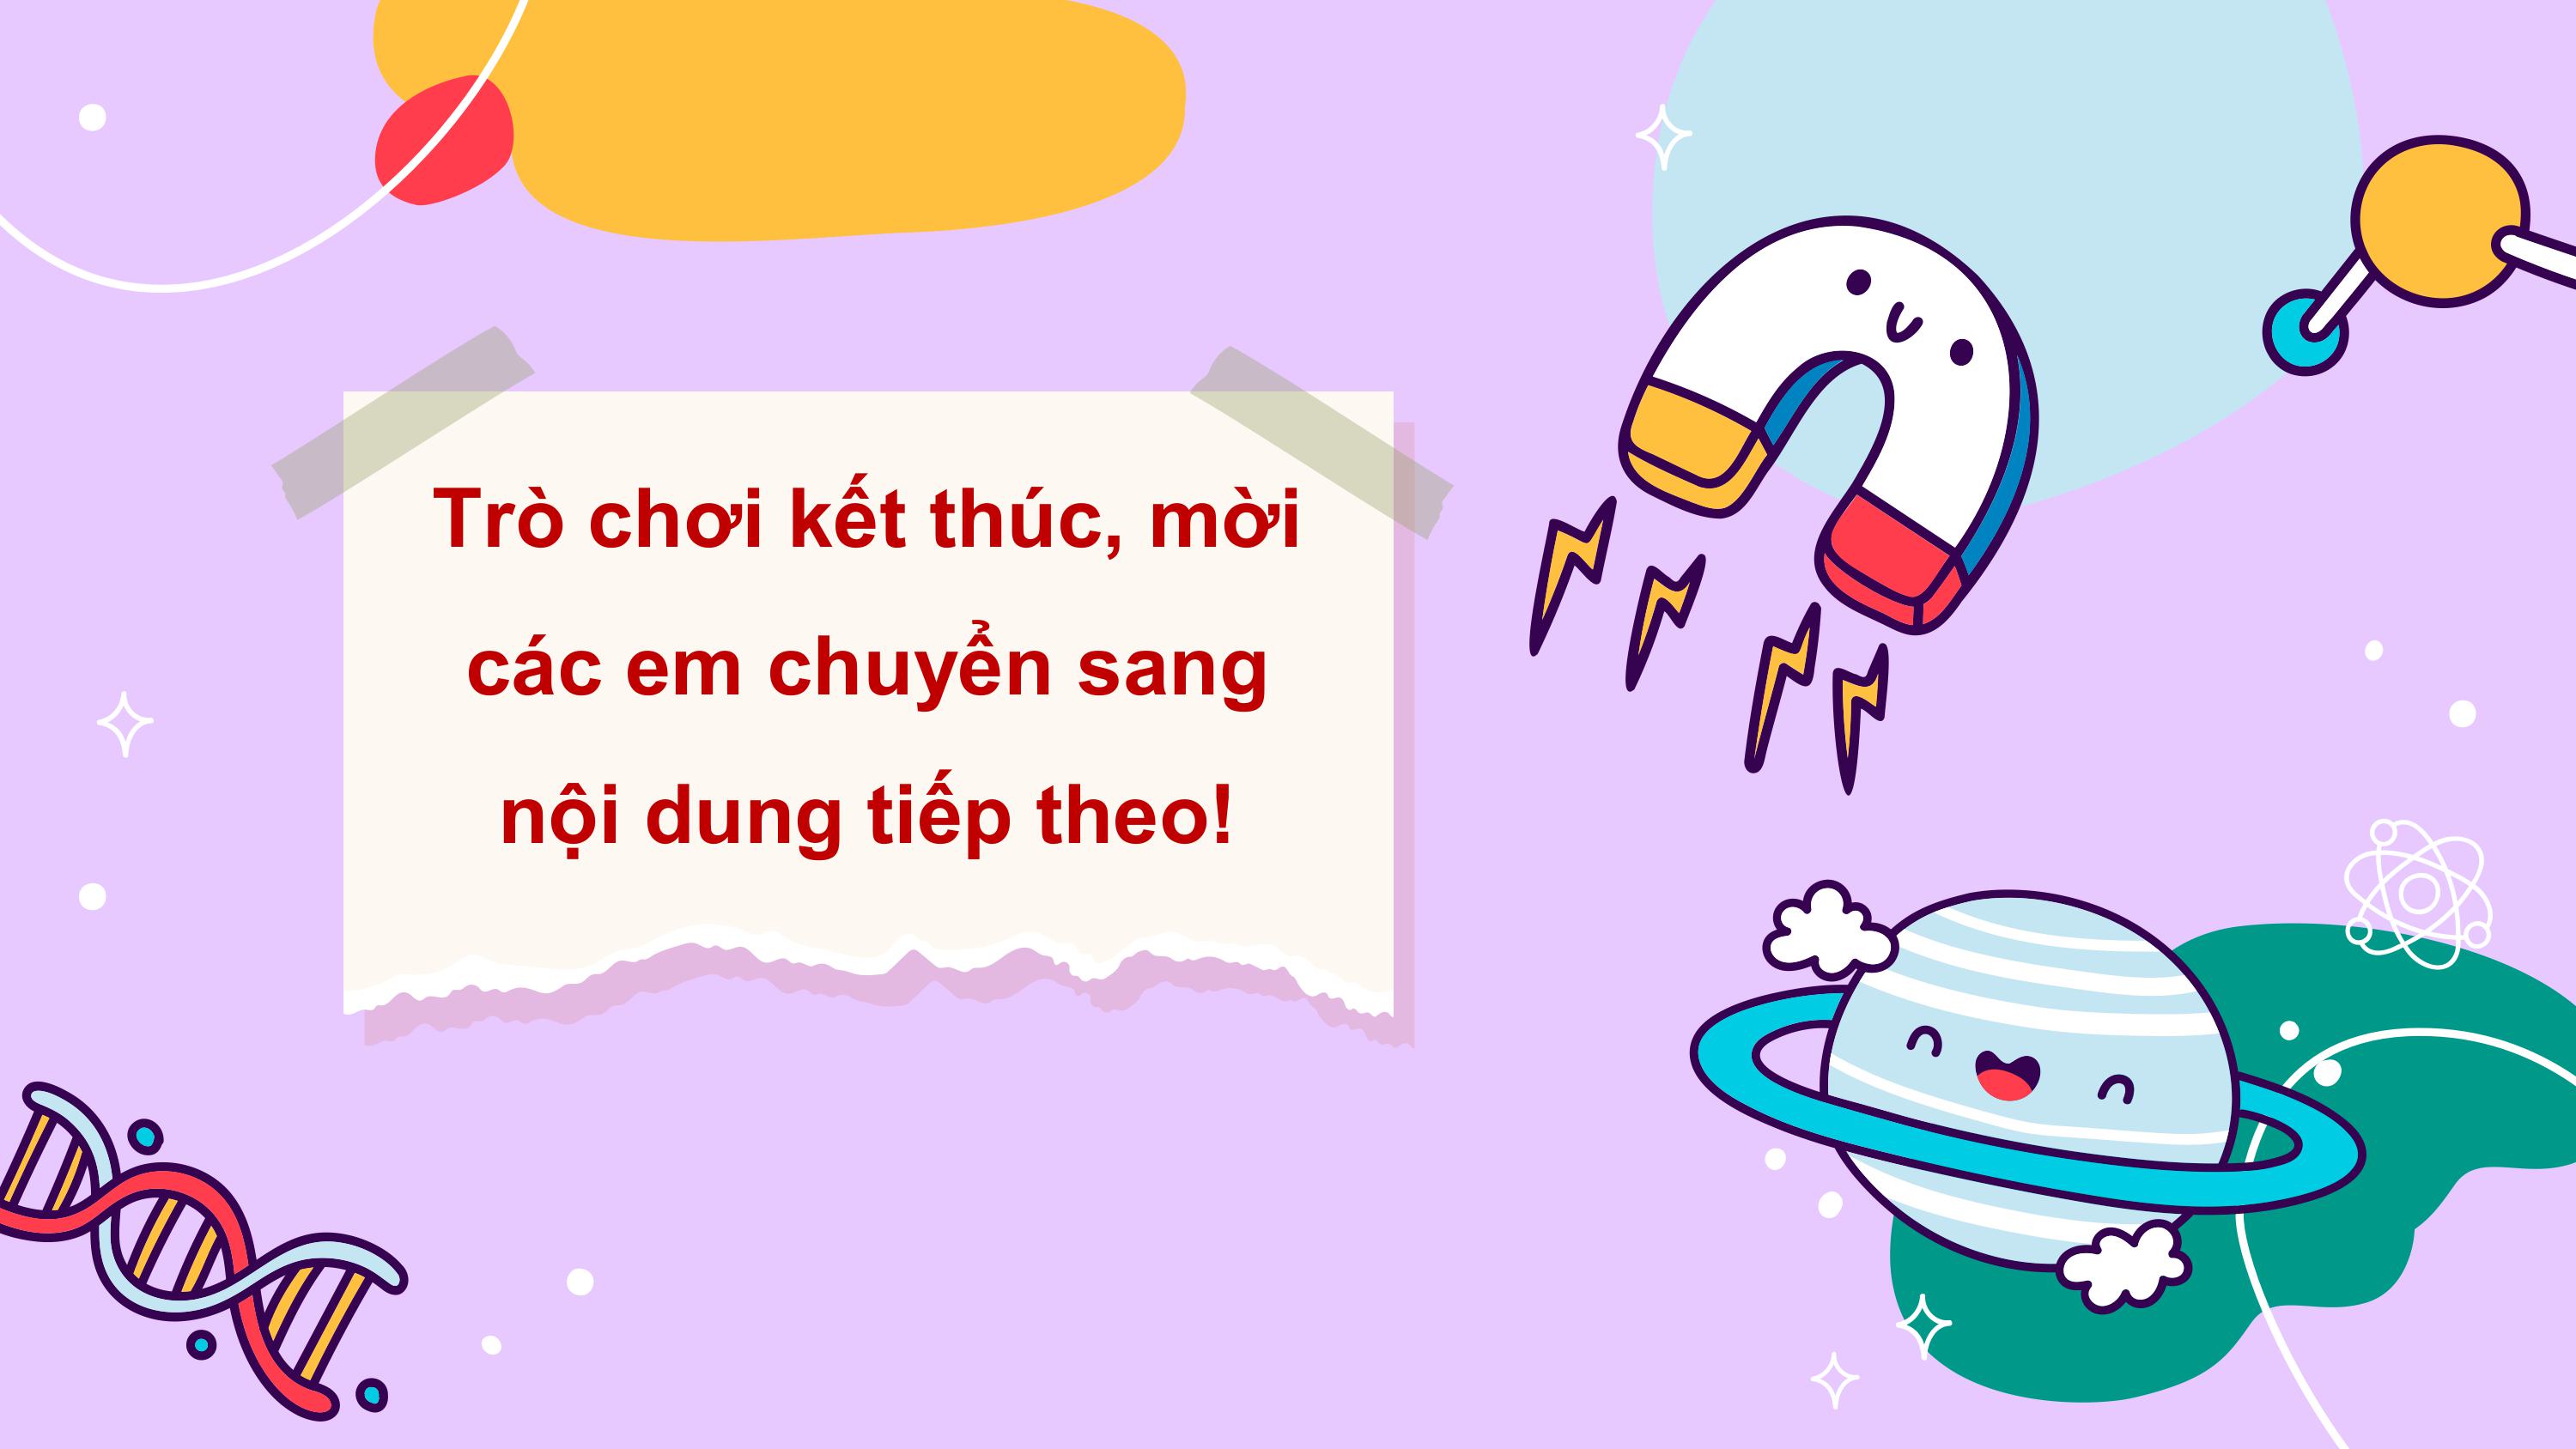 Trò chơi kết thúc, mời
các em chuyển sang
nội dung tiếp theo!